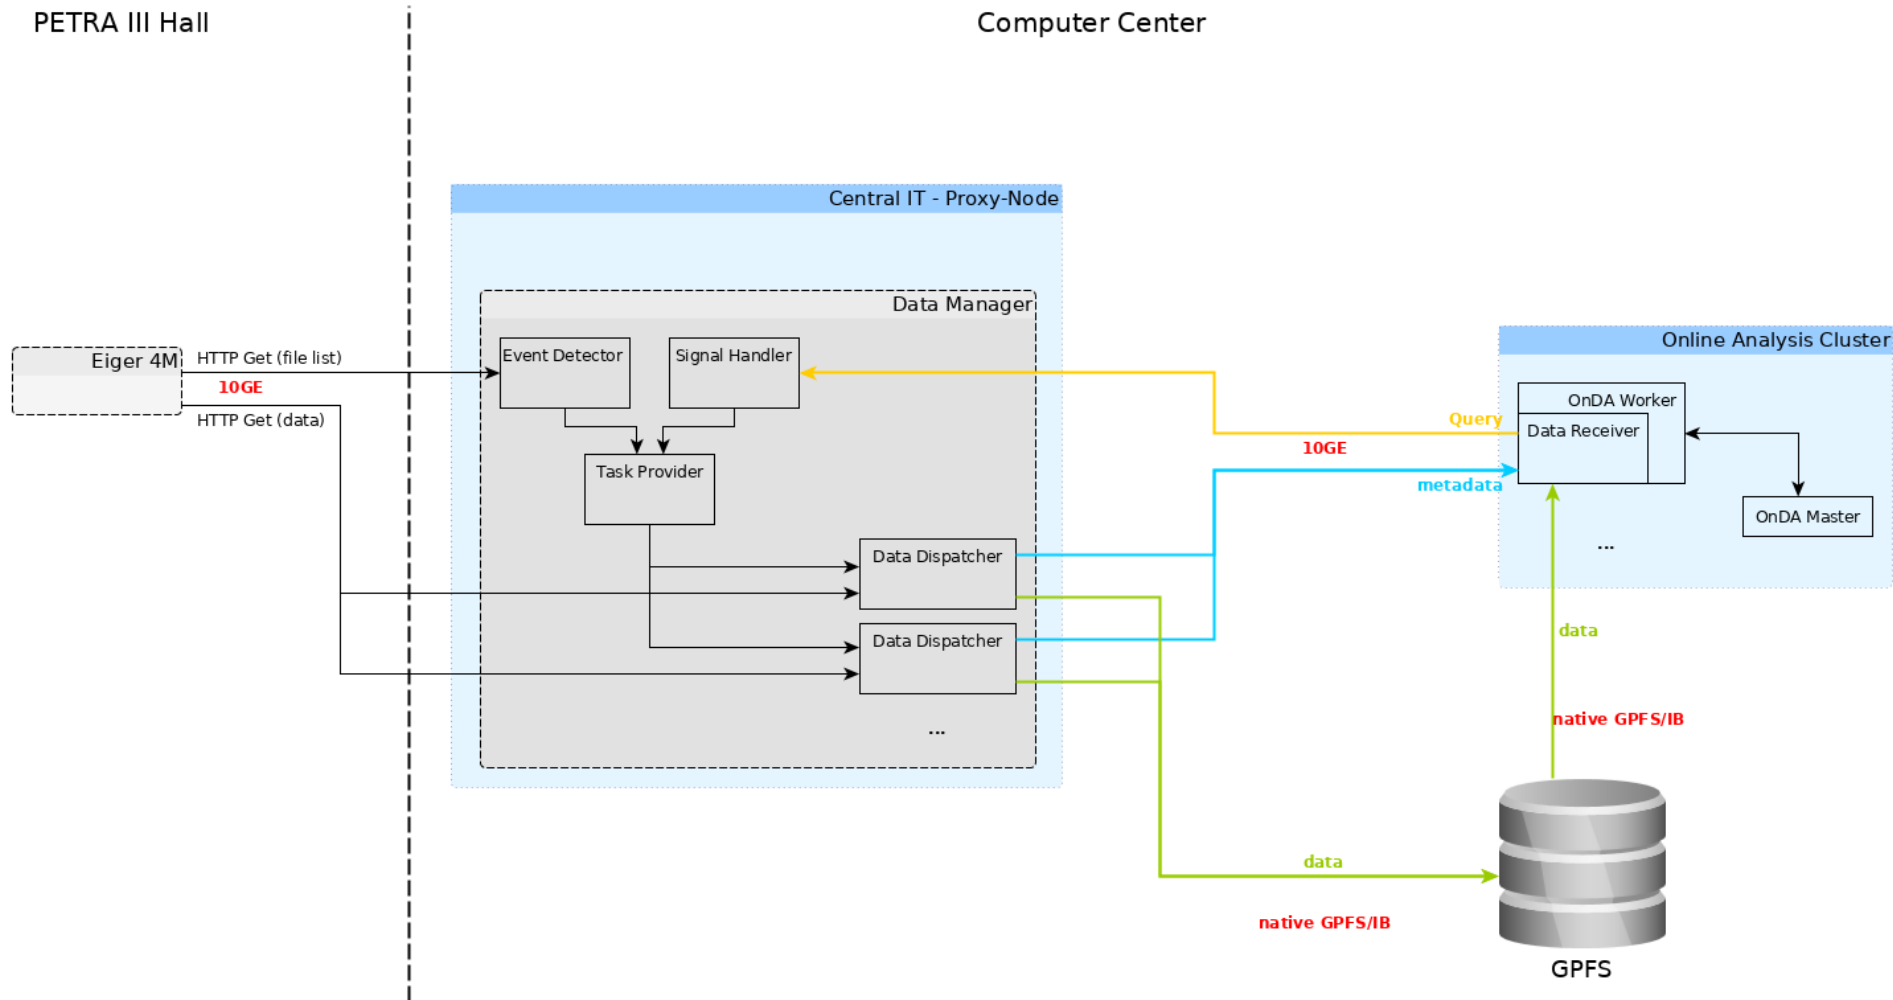 PETRA III Hall
Computer Center
Central IT - Proxy-Node
Data Manager
Eiger 4M
HTTP Get (file list)
10GE
HTTP Get (data)
Event Detector
Signal Handler
Task Provider
Data Dispatcher
Data Dispatcher
...
Online Analysis Cluster
OnDA Worker
Data Receiver
Query
10GE
metadata
OnDA Master
...
data
native GPFS/IB
data
native GPFS/IB
GPFS